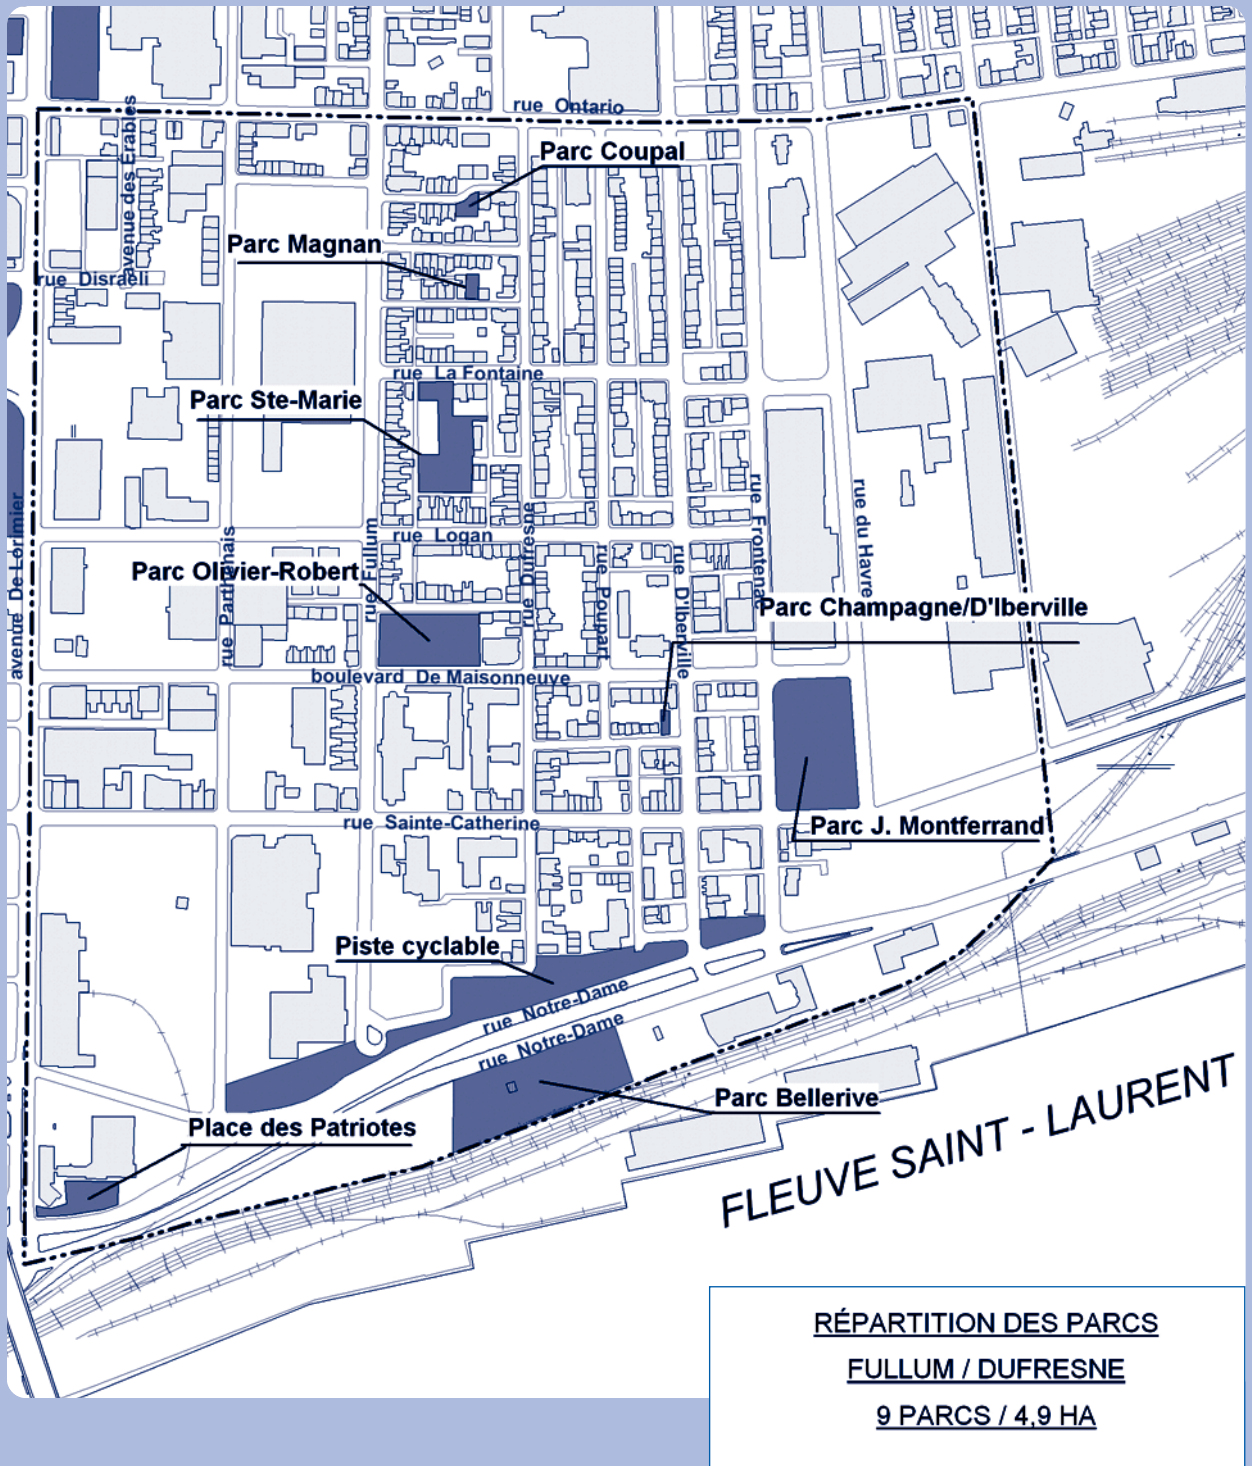 rue Ontario
avenue des Erables
Parc Coupal
Parc Magnan
rue Disraëli
rue La Fontaine
Parc Ste-Marie
avenue De Lorimier
rue Parthenais
rue Fullum
rue Logan
rue Dufresne
rue Poupart
rue D'Iberville
rue Frontenac
rue du Havre
Parc Olivier-Robert
Parc Champagne/D'Iberville
boulevard De Maisonneuve
rue Sainte-Catherine
Parc J. Montferrand
Piste cyclable
rue Notre-Dame
rue Notre-Dame
Parc Bellerive
Place des Patriotes
FLEUVE SAINT - LAURENT
RÉPARTITION DES PARCS
FULLUM / DUFRESNE
9 PARCS / 4,9 HA